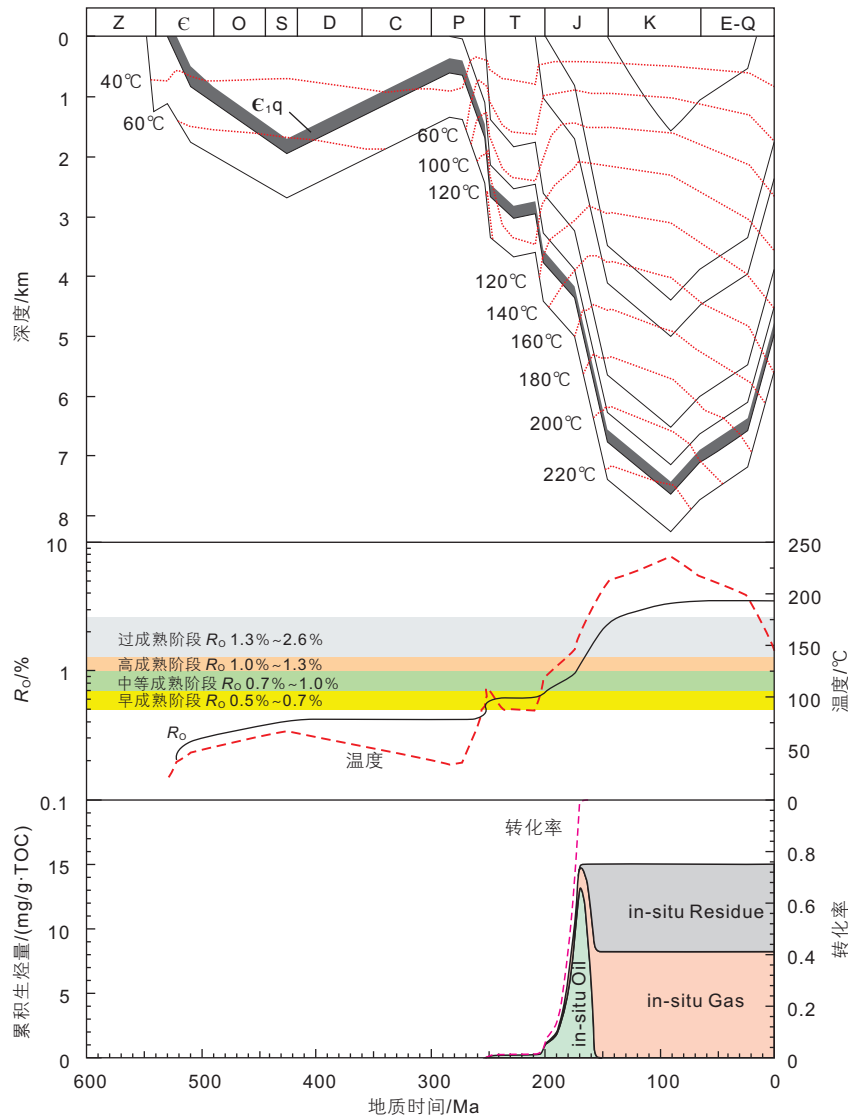 Z Є O S D C P T J K E-Q
0
1
2
3
4
5
6
7
8
深度/km
40℃
60℃
Є₁q
60℃
100℃
120℃
120℃
140℃
160℃
180℃
200℃
220℃
10
1
0.1
Rₒ/%
250
200
150
100
50
0
温度/℃
过成熟阶段 Rₒ 1.3%~2.6%
高成熟阶段 Rₒ 1.0%~1.3%
中等成熟阶段 Rₒ 0.7%~1.0%
早成熟阶段 Rₒ 0.5%~0.7%
Rₒ
温度
15
10
5
0
累积生烃量/(mg/g·TOC)
转化率
in-situ Oil
in-situ Residue
in-situ Gas
0.8
0.6
0.4
0.2
0
转化率
600 500 400 300 200 100 0
地质时间/Ma